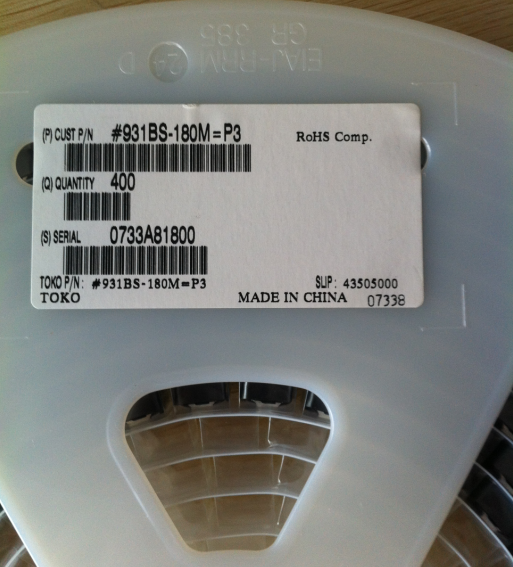 EIAJ-RRM 24 D
GR 385
(P) CUST P/N #931BS-180M=P3
RoHS Comp.
(Q) QUANTITY 400
(S) SERIAL 0733A81800
TOKO P/N: #931BS-180M=P3
SLIP: 43505000
TOKO
MADE IN CHINA 0733B